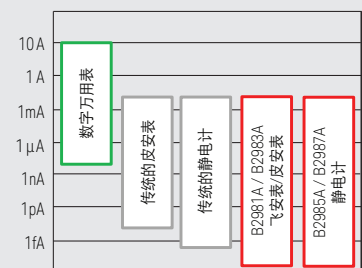 10 A
1 A
1mA
1 µA
1nA
1pA
1fA
数字万用表
传统的皮安表
传统的静电计
B2981A / B2983A
飞安表/皮安表
B2985A / B2987A
静电计